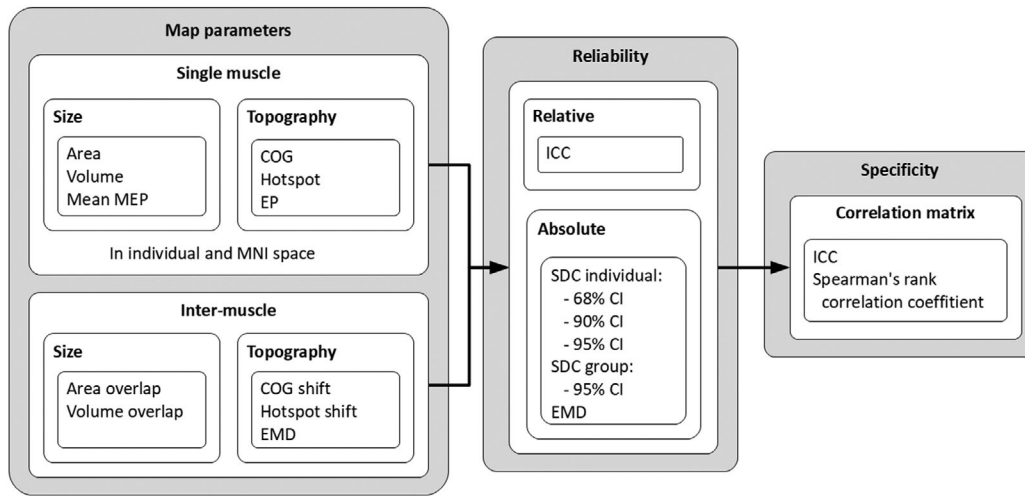 Map parameters
Single muscle
Size
Area
Volume
Mean MEP
Topography
COG
Hotspot
EP
In individual and MNI space
Inter-muscle
Size
Area overlap
Volume overlap
Topography
COG shift
Hotspot shift
EMD
Reliability
Relative
ICC
Absolute
SDC individual:
- 68% CI
- 90% CI
- 95% CI
SDC group:
- 95% CI
EMD
Specificity
Correlation matrix
ICC
Spearman's rank
correlation coeffitient